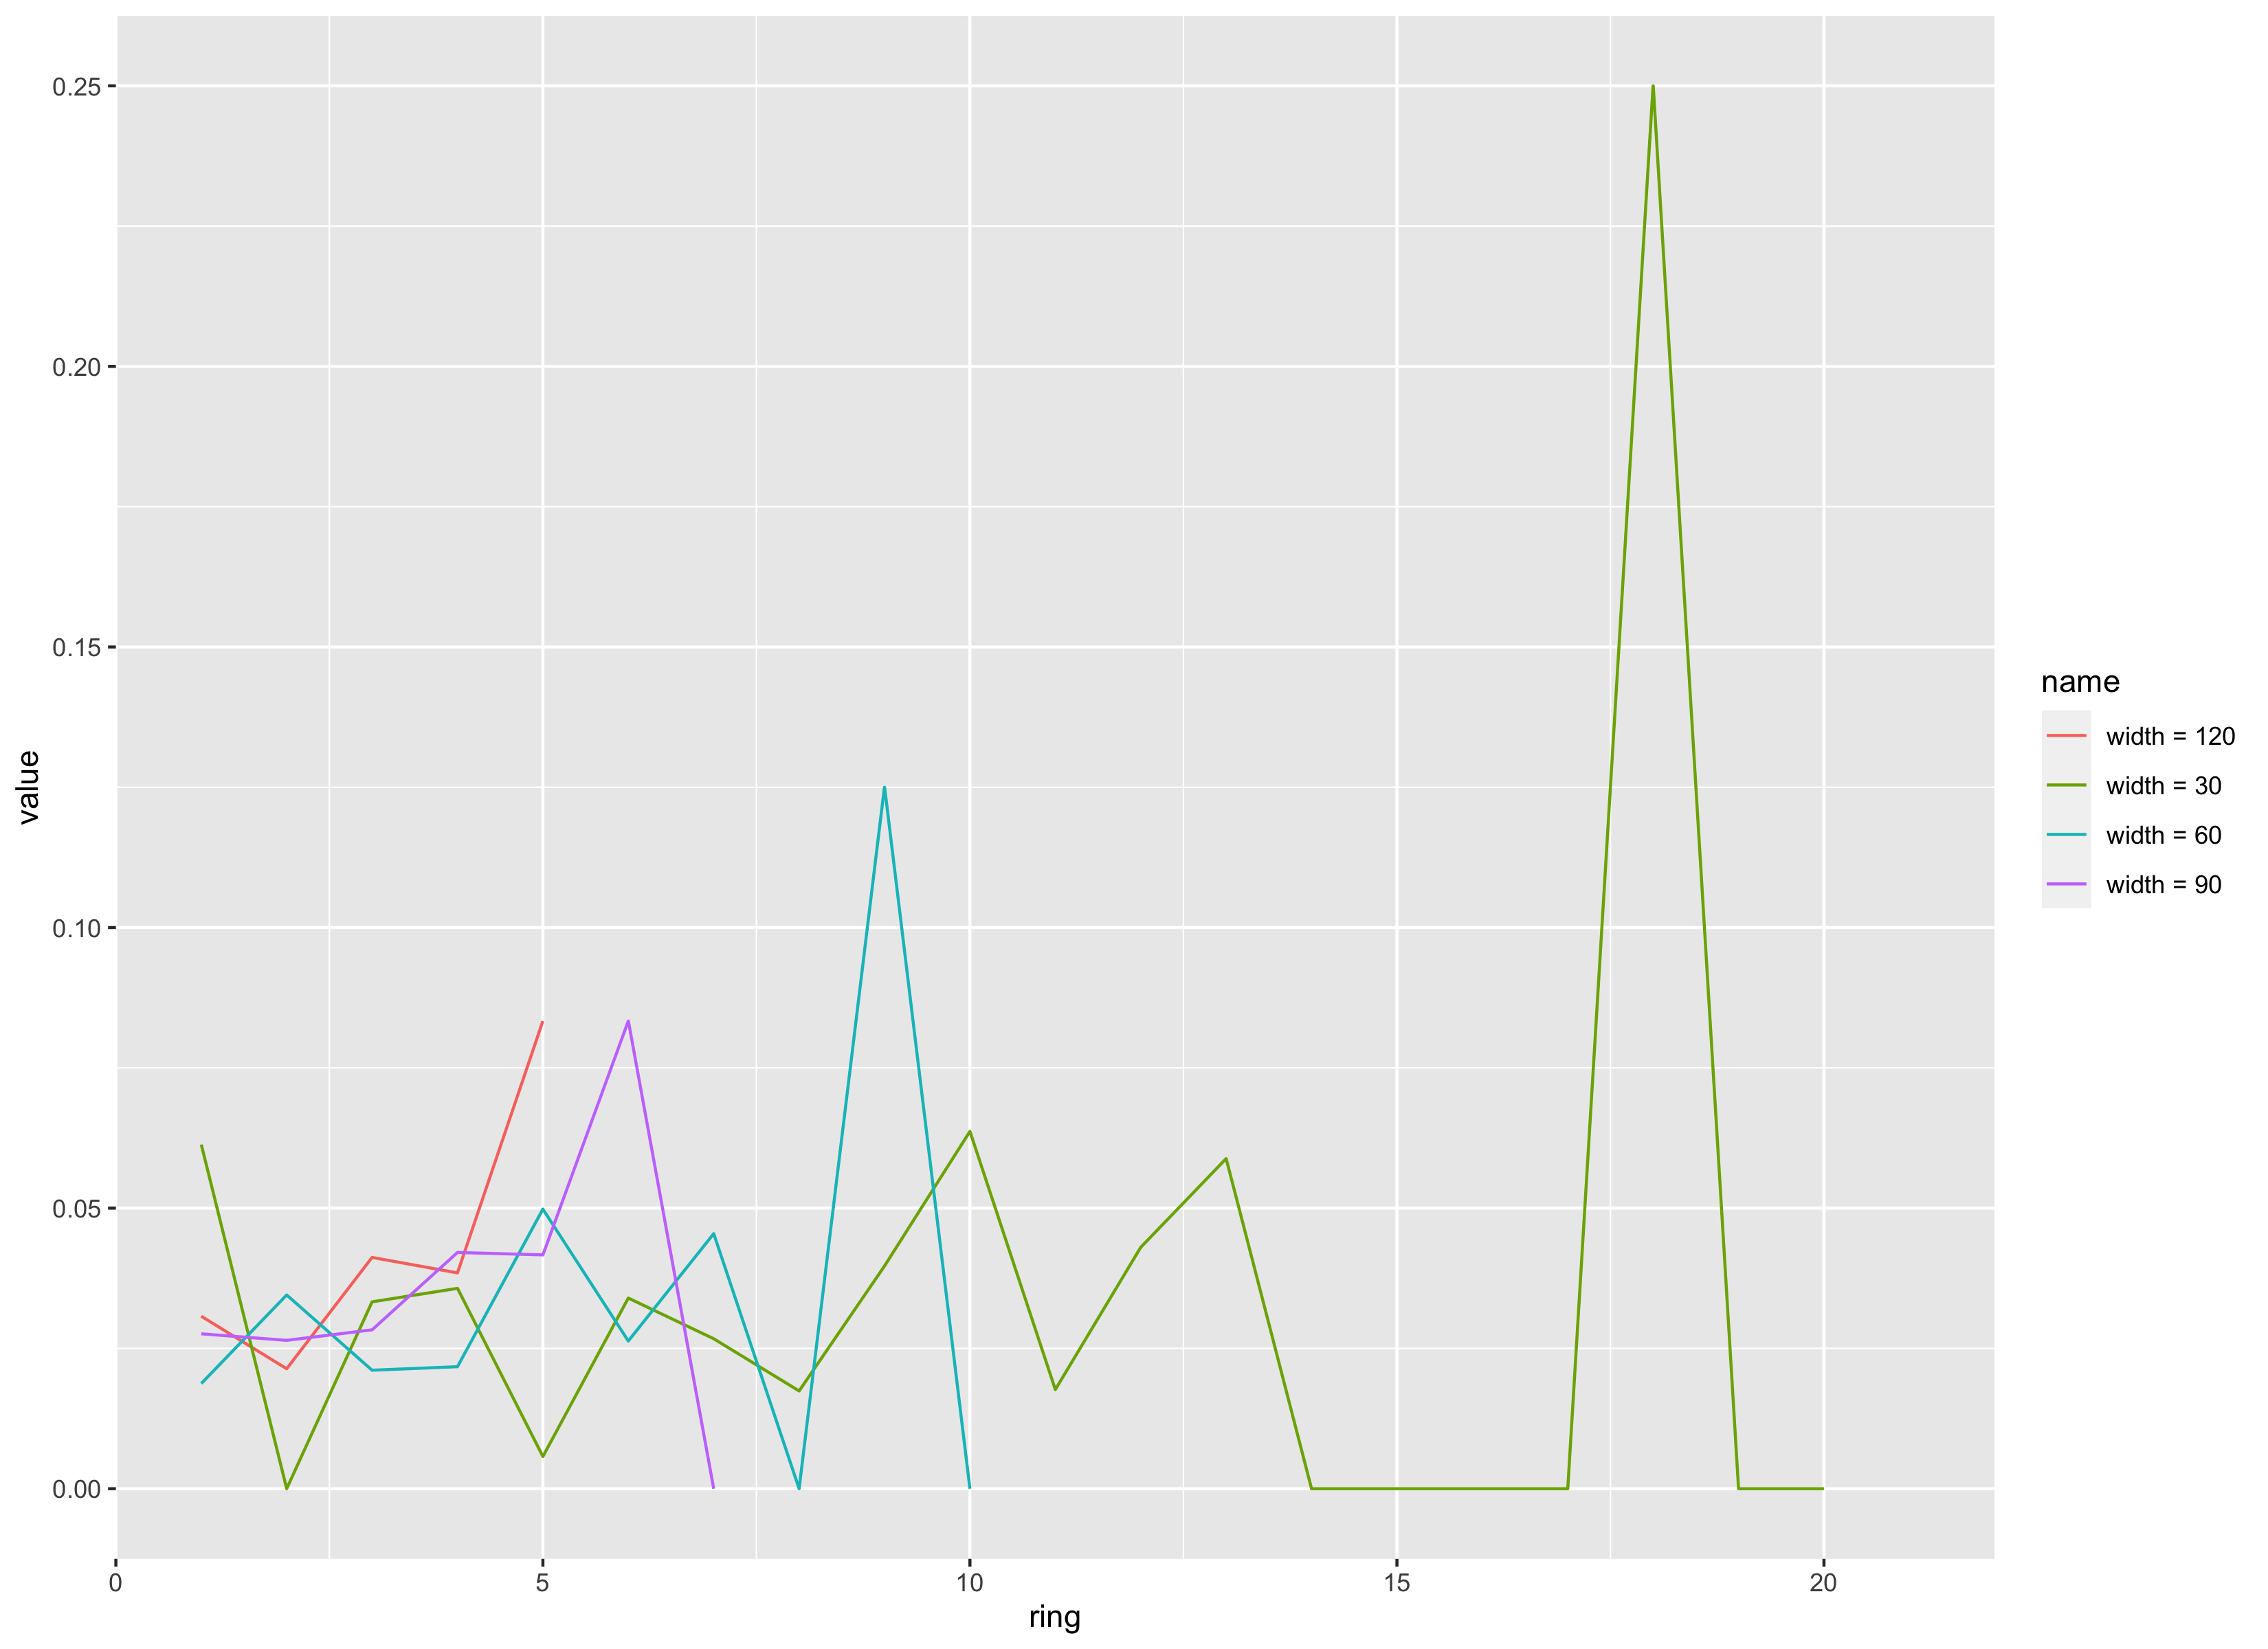 0.25
0.20
0.15
0.10
0.05
0.00
value
0 5 10 15 20
ring
name
width = 120
width = 30
width = 60
width = 90